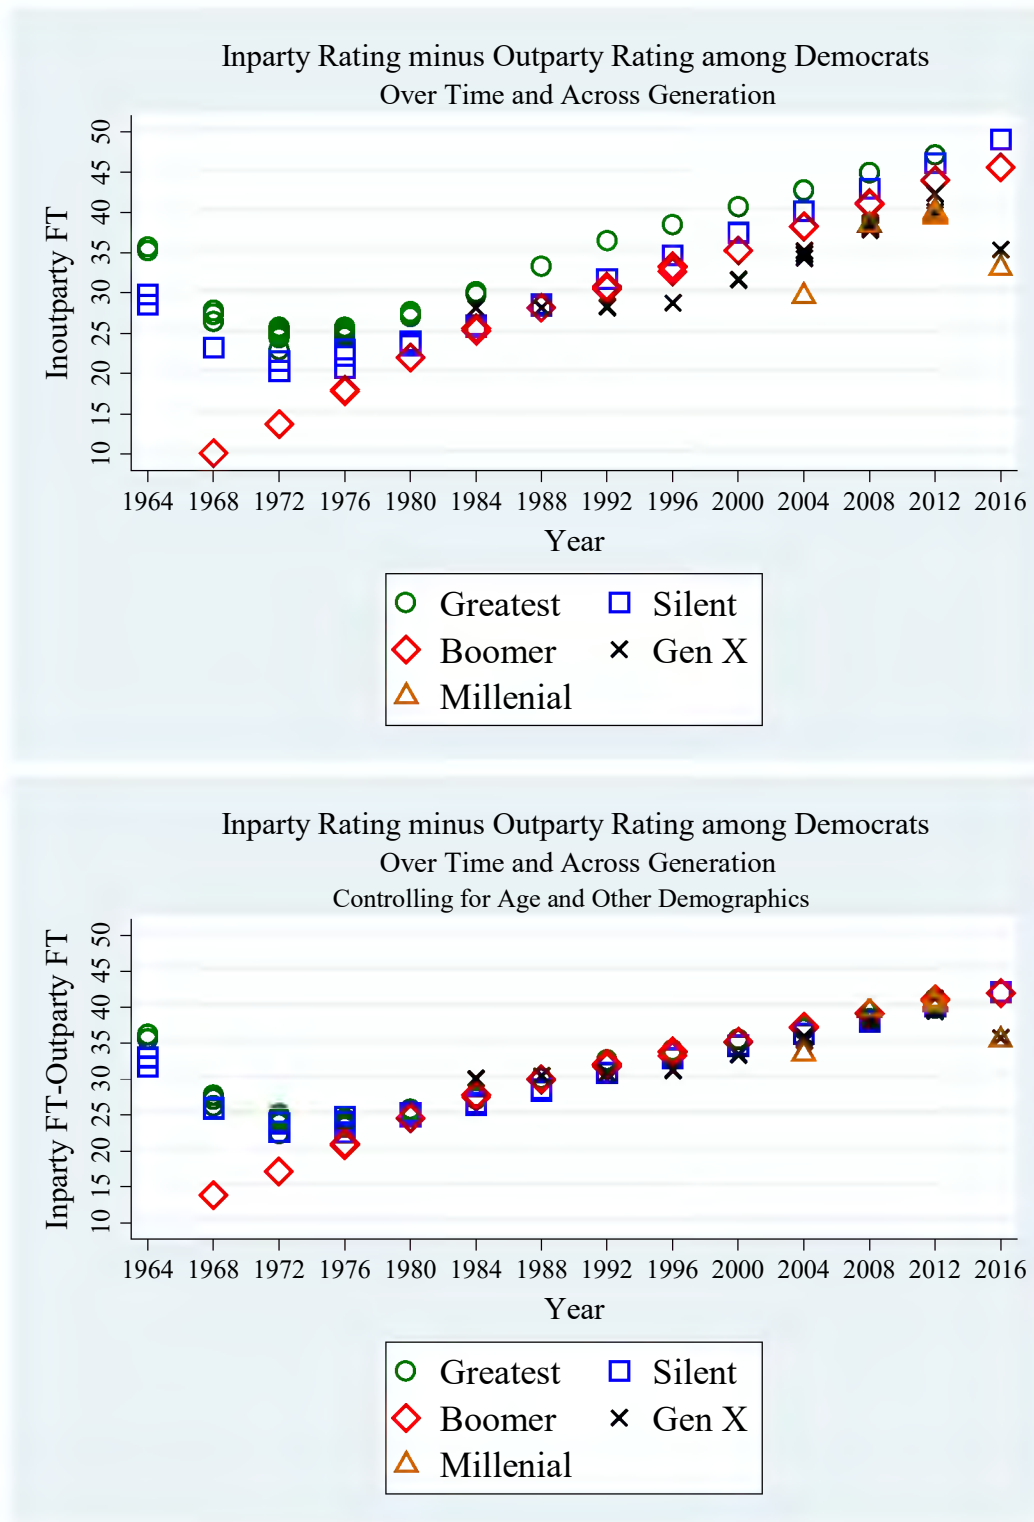 Inparty Rating minus Outparty Rating among Democrats
Over Time and Across Generation
Inoutparty FT
50
45
40
35
30
25
20
15
10
1964 1968 1972 1976 1980 1984 1988 1992 1996 2000 2004 2008 2012 2016
Year
Greatest Silent
Boomer Gen X
Millenial
Inparty Rating minus Outparty Rating among Democrats
Over Time and Across Generation
Controlling for Age and Other Demographics
Inparty FT-Outparty FT
50
45
40
35
30
25
20
15
10
1964 1968 1972 1976 1980 1984 1988 1992 1996 2000 2004 2008 2012 2016
Year
Greatest Silent
Boomer Gen X
Millenial